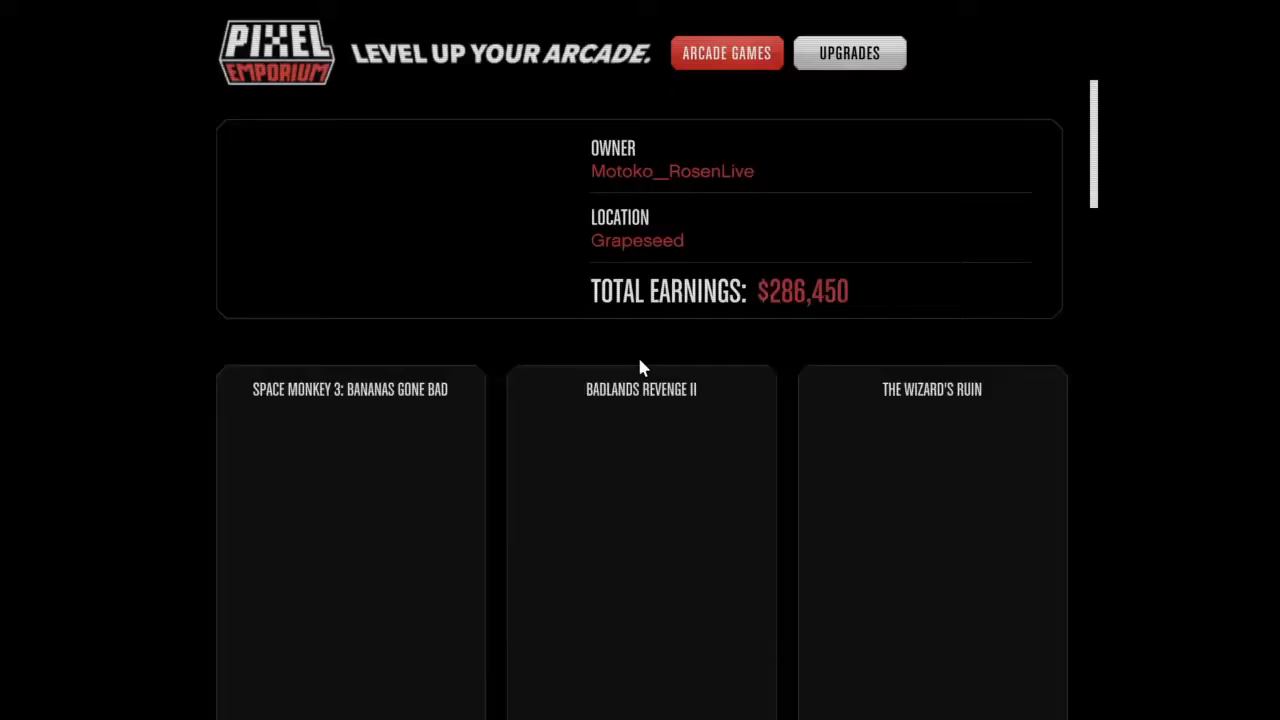 PIXEL
EMPORIUM
LEVEL UP YOUR ARCADE.
ARCADE GAMES
UPGRADES
OWNER
Motoko__RosenLive
LOCATION
Grapeseed
TOTAL EARNINGS: $286,450
SPACE MONKEY 3: BANANAS GONE BAD
BADLANDS REVENGE II
THE WIZARD'S RUIN